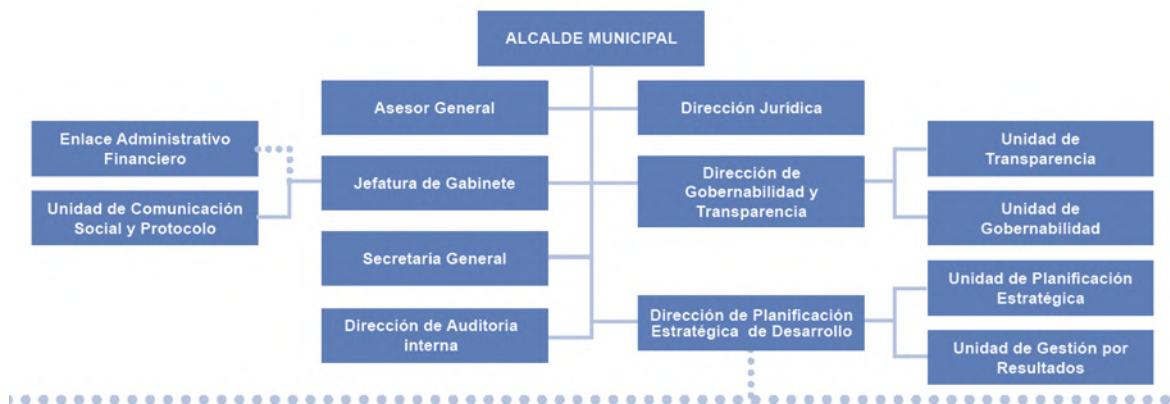 ALCALDE MUNICIPAL
Asesor General
Dirección Jurídica
Enlace Administrativo
Financiero
Jefatura de Gabinete
Dirección de
Gobernabilidad y
Transparencia
Unidad de
Transparencia
Unidad de Comunicación
Social y Protocolo
Unidad de
Gobernabilidad
Secretaria General
Unidad de Planificación
Estratégica
Dirección de Auditoria
interna
Dirección de Planificación
Estratégica de Desarrollo
Unidad de Gestión por
Resultados